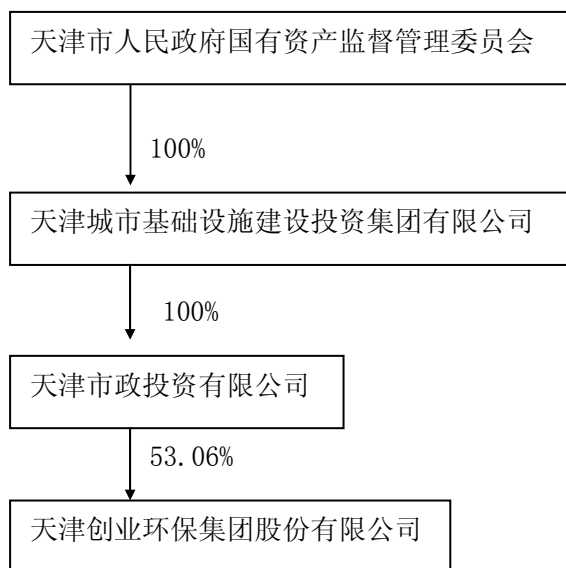 天津市人民政府国有资产监督管理委员会
100%
天津城市基础设施建设投资集团有限公司
100%
天津市政投资有限公司
53.06%
天津创业环保集团股份有限公司